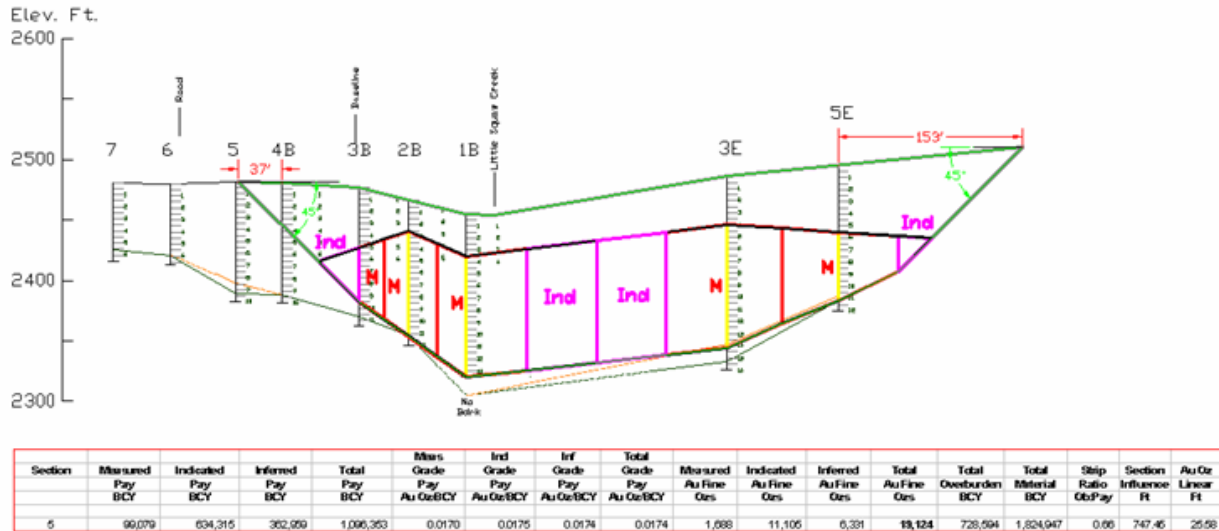 Elev. Ft.
2600
2500
2400
2300
Road
Baseline
Little Squaw Creek
7 6 5 4B 3B 2B 1B 3E 5E
37'
153'
45°
45°
Ind
M
M
M
Ind
Ind
M
M
Ind
No
Bdrk
Section Measured Pay BCY Indicated Pay BCY Inferred Pay BCY Total Pay BCY Meas Grade Pay Au Oz/BCY Ind Grade Pay Au Oz/BCY Inf Grade Pay Au Oz/BCY Total Grade Pay Au Oz/BCY Measured Au Fine Ozs Indicated Au Fine Ozs Inferred Au Fine Ozs Total Au Fine Ozs Total Overburden BCY Total Material BCY Strip Ratio Ob:Pay Section Influence Ft Au Oz Linear Ft
5 99,079 634,315 362,959 1,096,353 0.0170 0.0175 0.0174 0.0174 1,688 11,105 6,331 19,124 728,594 1,824,947 0.66 747.46 25.58